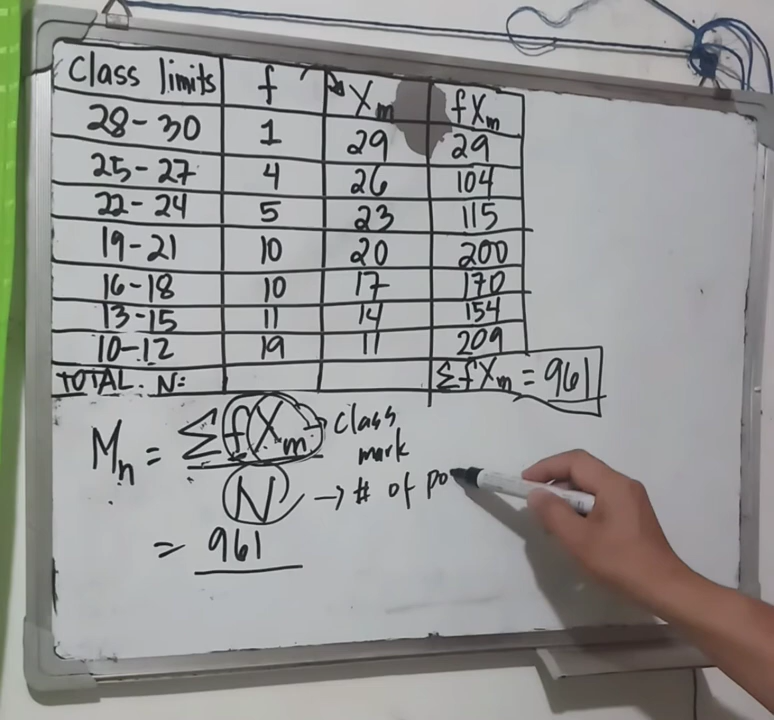 Class limits f Xm fXm
28-30 1 29 29
25-27 4 26 104
22-24 5 23 115
19-21 10 20 200
16-18 10 17 170
13-15 11 14 154
10-12 19 11 209
TOTAL. N= ΣfXm = 961
Mn = ΣfXm class
mark
N → # of po
= 961